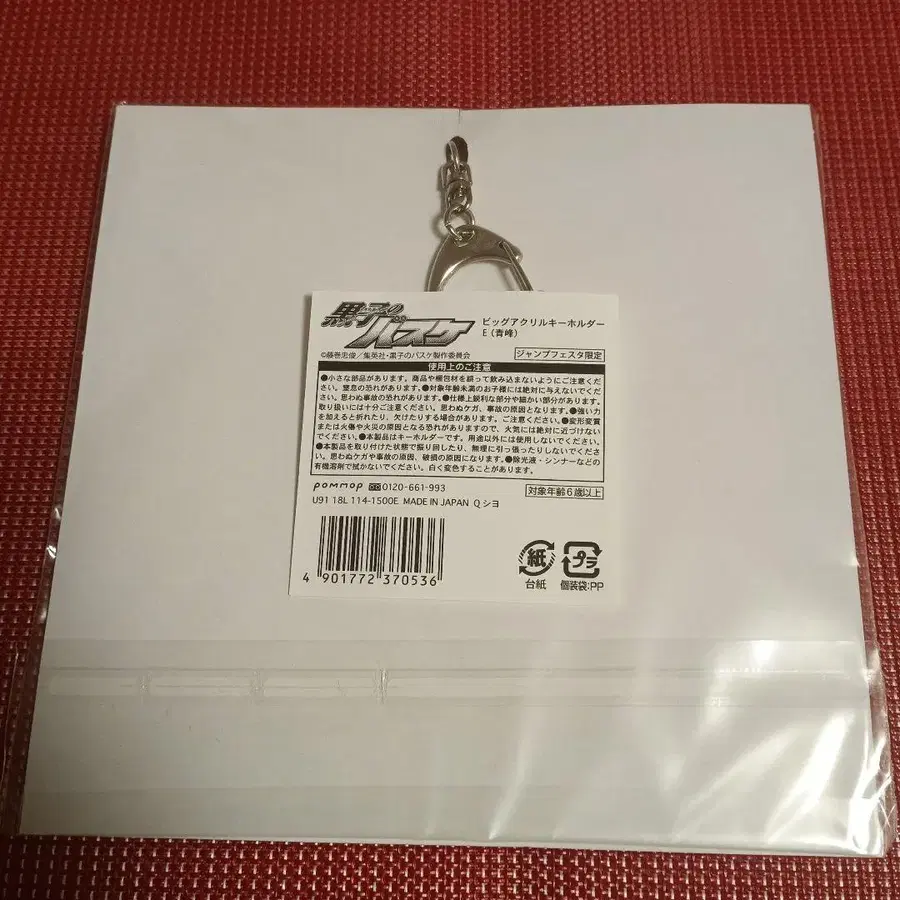 黒子のバスケ
ビッグアクリルキーホルダー
E（青峰）
©藤巻忠俊／集英社・黒子のバスケ製作委員会
ジャンプフェスタ限定
使用上のご注意
●小さな部品があります。商品や梱包材を誤って飲み込まないようにご注意くだ
さい。窒息の恐れがあります。●対象年齢未満のお子様には絶対に与えないでくだ
さい。思わぬ事故の恐れがあります。●仕様上鋭利な部分や細かい部分があります。
取り扱いには十分ご注意ください。思わぬケガ、事故の原因となります。●強い力
を加えると折れたり、欠けたりする場合があります。ご注意ください。●変形変質
または火傷や火災の原因となる恐れがありますので、火気には絶対に近づけない
でください。●本製品はキーホルダーです。用途以外には使用しないでください。
●本製品を取り付けた状態で振り回したり、無理に引っ張ったりしないでくださ
い。思わぬケガや事故の原因、破損の原因になります。●除光液・シンナーなどの
有機溶剤で拭かないでください。白く変色することがあります。
pommop 0120-661-993
対象年齢6歳以上
U91 18L 114-1500E MADE IN JAPAN Q シヨ
4 901772 370536
紙
プラ
台紙
個装袋:PP